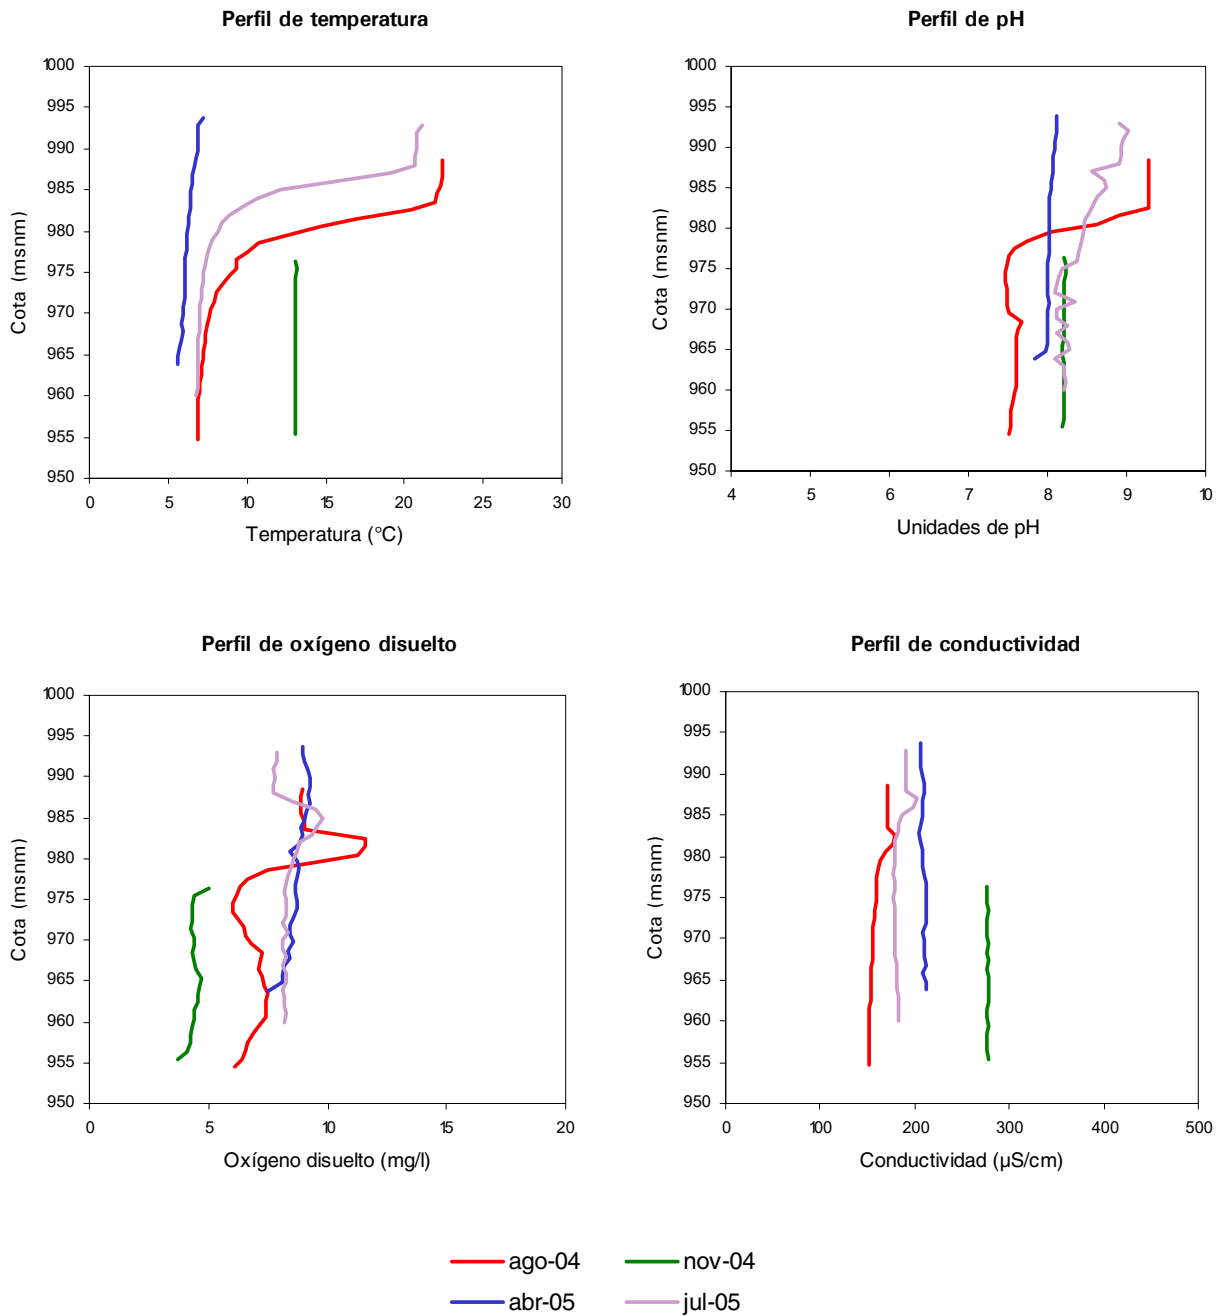 Perfil de temperatura
1000
995
990
985
980
975
970
965
960
955
950
Cota (msnm)
0 5 10 15 20 25 30
Temperatura (°C)
Perfil de pH
1000
995
990
985
980
975
970
965
960
955
950
Cota (msnm)
4 5 6 7 8 9 10
Unidades de pH
Perfil de oxígeno disuelto
1000
995
990
985
980
975
970
965
960
955
950
Cota (msnm)
0 5 10 15 20
Oxígeno disuelto (mg/l)
Perfil de conductividad
1000
995
990
985
980
975
970
965
960
955
950
Cota (msnm)
0 100 200 300 400 500
Conductividad (µS/cm)
ago-04 nov-04
abr-05 jul-05